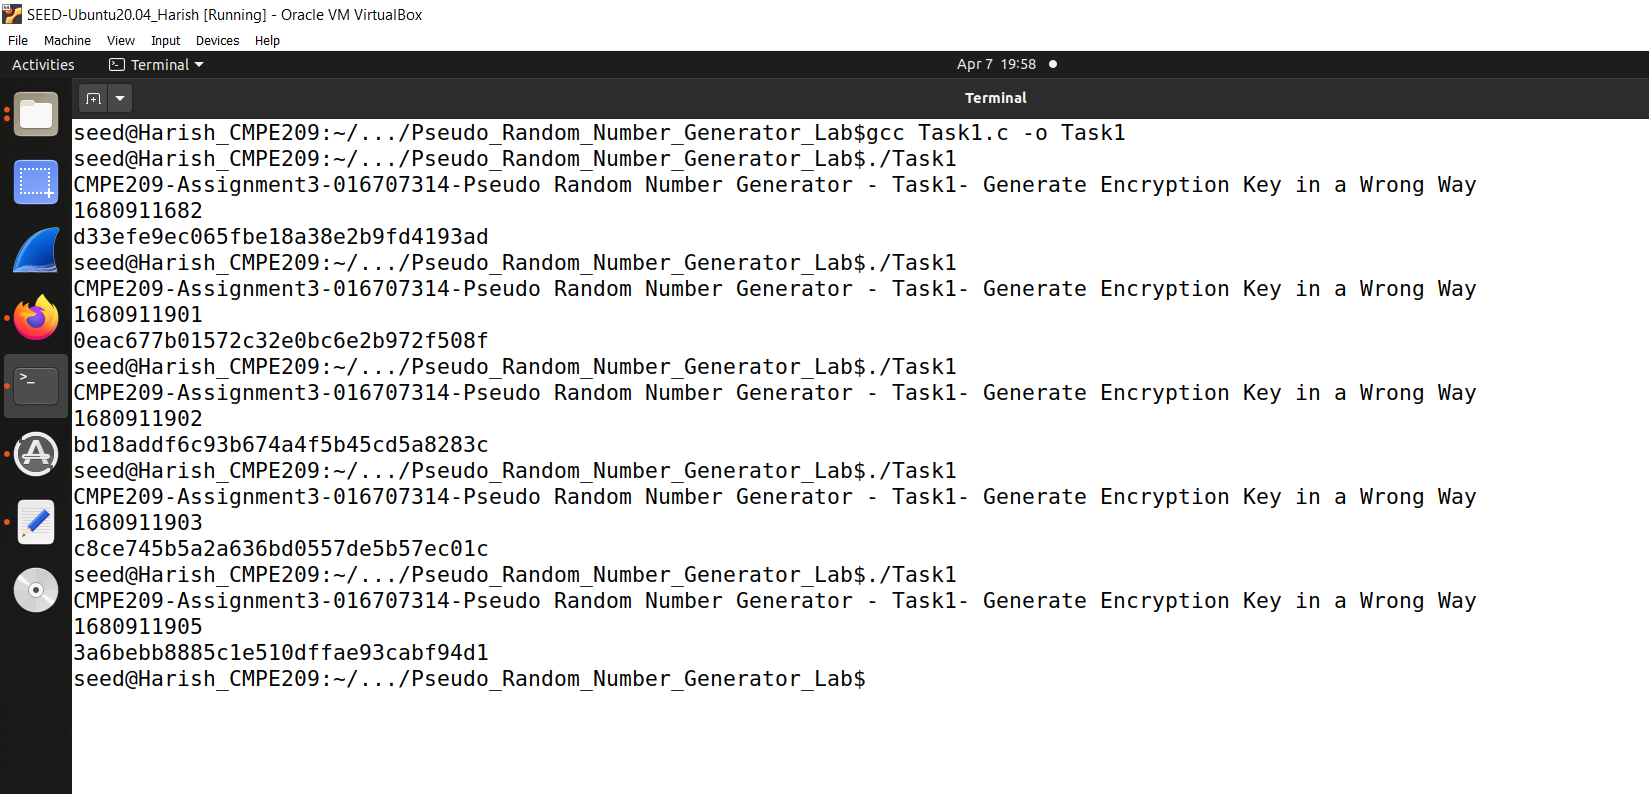 SEED-Ubuntu20.04_Harish [Running] - Oracle VM VirtualBox
File Machine View Input Devices Help
Activities Terminal Apr 7 19:58
Terminal
seed@Harish_CMPE209:~/.../Pseudo_Random_Number_Generator_Lab$gcc Task1.c -o Task1
seed@Harish_CMPE209:~/.../Pseudo_Random_Number_Generator_Lab$./Task1
CMPE209-Assignment3-016707314-Pseudo Random Number Generator - Task1- Generate Encryption Key in a Wrong Way
1680911682
d33efe9ec065fbe18a38e2b9fd4193ad
seed@Harish_CMPE209:~/.../Pseudo_Random_Number_Generator_Lab$./Task1
CMPE209-Assignment3-016707314-Pseudo Random Number Generator - Task1- Generate Encryption Key in a Wrong Way
1680911901
0eac677b01572c32e0bc6e2b972f508f
seed@Harish_CMPE209:~/.../Pseudo_Random_Number_Generator_Lab$./Task1
CMPE209-Assignment3-016707314-Pseudo Random Number Generator - Task1- Generate Encryption Key in a Wrong Way
1680911902
bd18addf6c93b674a4f5b45cd5a8283c
seed@Harish_CMPE209:~/.../Pseudo_Random_Number_Generator_Lab$./Task1
CMPE209-Assignment3-016707314-Pseudo Random Number Generator - Task1- Generate Encryption Key in a Wrong Way
1680911903
c8ce745b5a2a636bd0557de5b57ec01c
seed@Harish_CMPE209:~/.../Pseudo_Random_Number_Generator_Lab$./Task1
CMPE209-Assignment3-016707314-Pseudo Random Number Generator - Task1- Generate Encryption Key in a Wrong Way
1680911905
3a6bebb8885c1e510dffae93cabf94d1
seed@Harish_CMPE209:~/.../Pseudo_Random_Number_Generator_Lab$